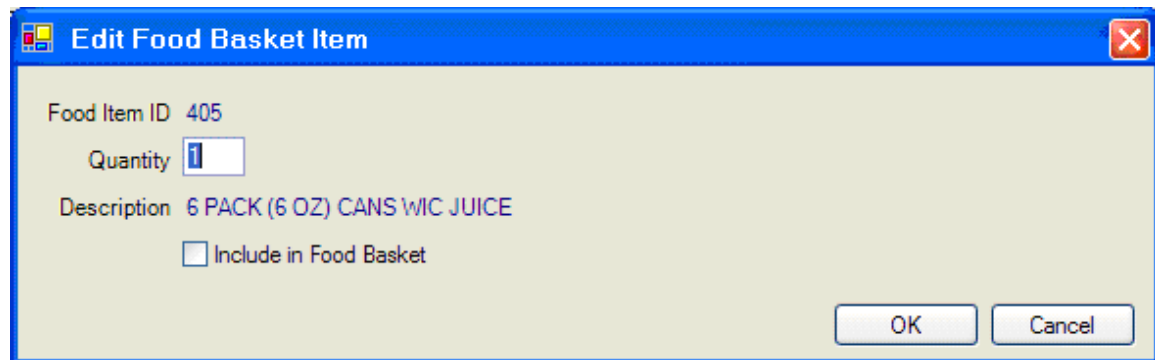 Edit Food Basket Item
Food Item ID 405
Quantity 1
Description 6 PACK (6 OZ) CANS WIC JUICE
Include in Food Basket
OK Cancel